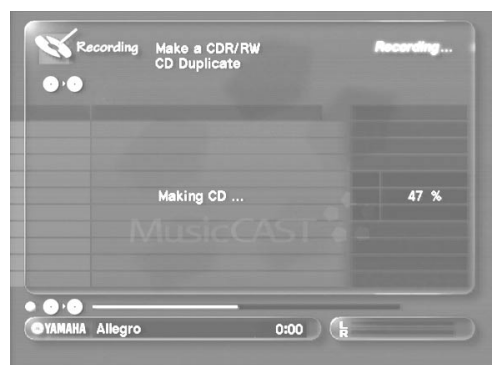 Recording
Make a CDR/RW
CD Duplicate
Recording...
Making CD ...
47 %
MusicCAST
YAMAHA Allegro
0:00
L
R